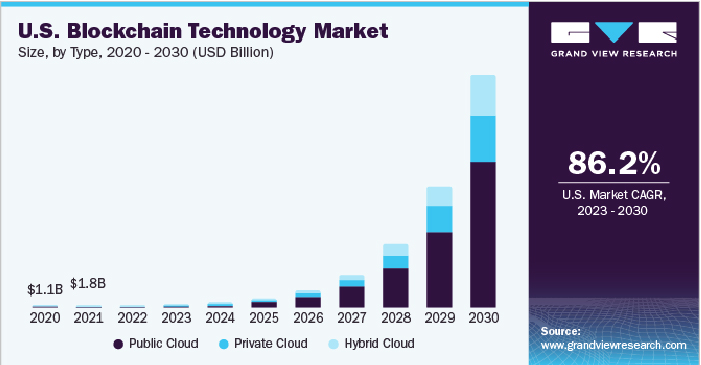 U.S. Blockchain Technology Market
Size, by Type, 2020 - 2030 (USD Billion)
$1.1B
$1.8B
2020 2021 2022 2023 2024 2025 2026 2027 2028 2029 2030
Public Cloud Private Cloud Hybrid Cloud
GRAND VIEW RESEARCH
86.2%
U.S. Market CAGR,
2023 - 2030
Source:
www.grandviewresearch.com